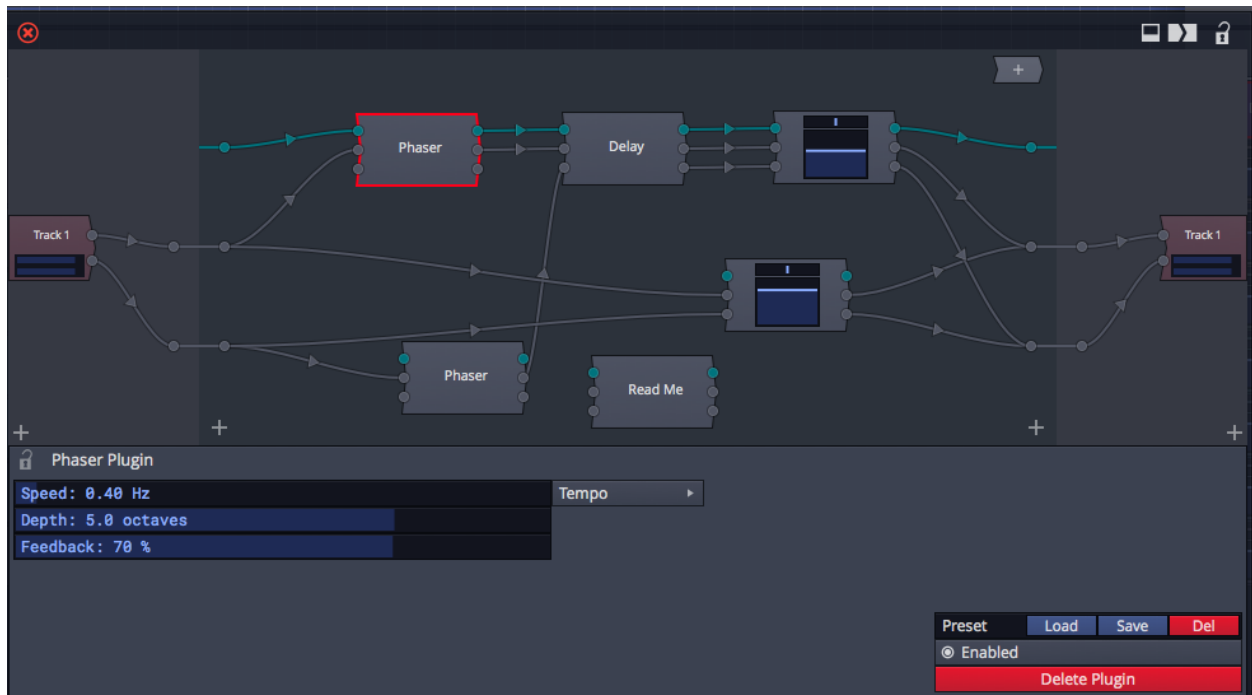 Phaser
Delay
Track 1
Track 1
Phaser
Read Me
Phaser Plugin
Speed: 0.40 Hz
Tempo
Depth: 5.0 octaves
Feedback: 70 %
Preset Load Save Del
Enabled
Delete Plugin